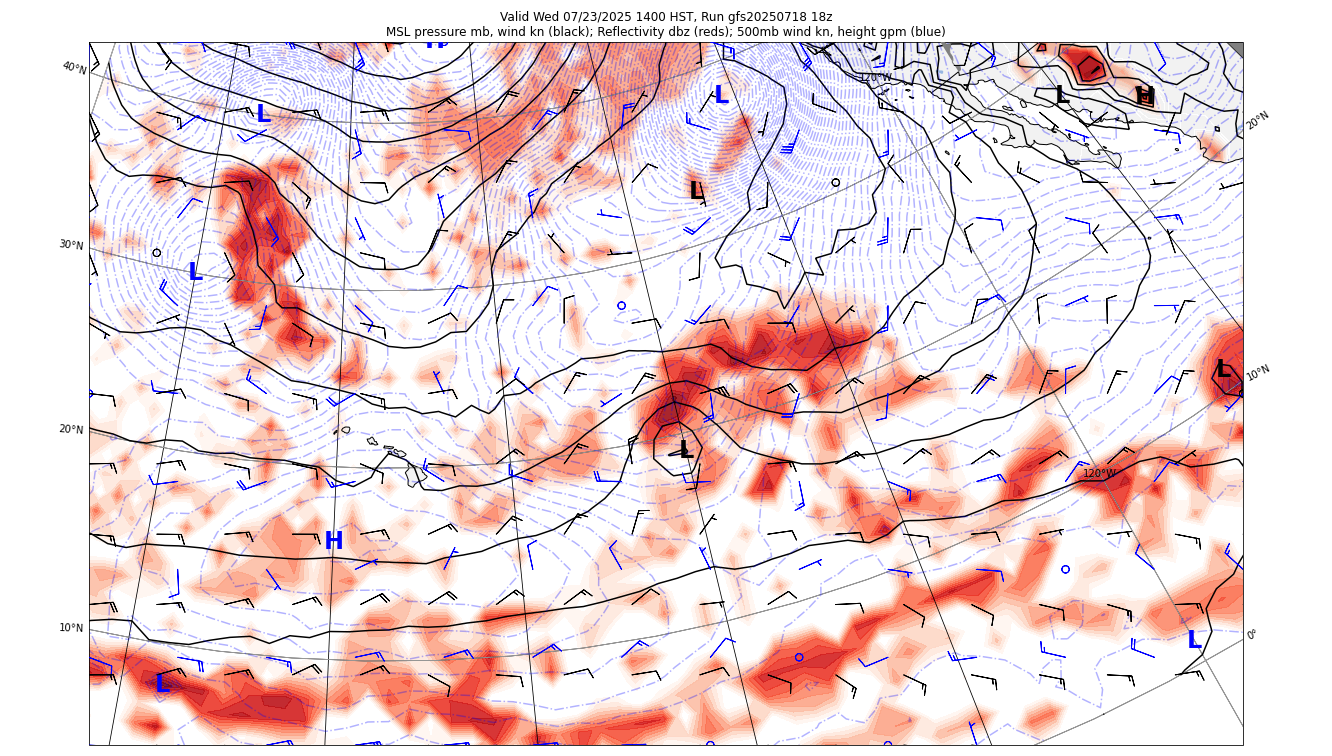 Valid Wed 07/23/2025 1400 HST, Run gfs20250718 18z
MSL pressure mb, wind kn (black); Reflectivity dbz (reds); 500mb wind kn, height gpm (blue)
H
40°N
120°W
L
L
L
H
20°N
L
30°N
L
L
10°N
20°N
L
120°W
H
10°N
0°
L
L